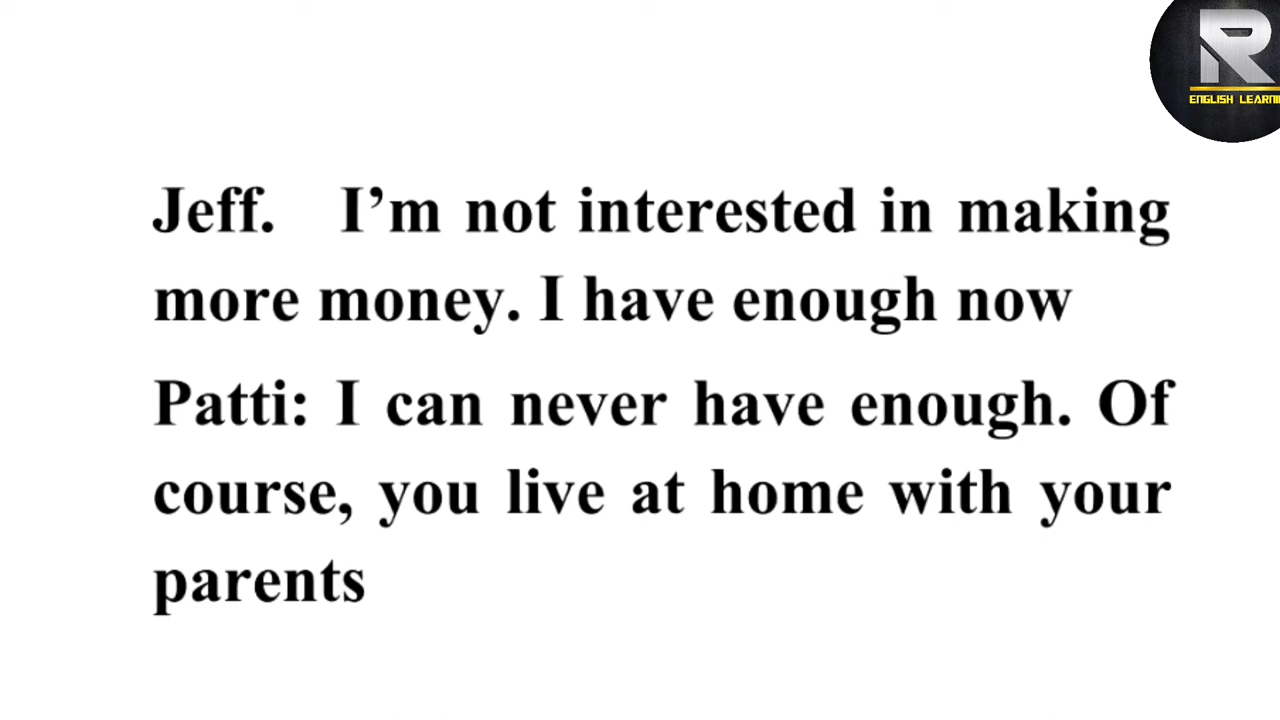 R
ENGLISH LEARNI
Jeff. I’m not interested in making
more money. I have enough now
Patti: I can never have enough. Of
course, you live at home with your
parents